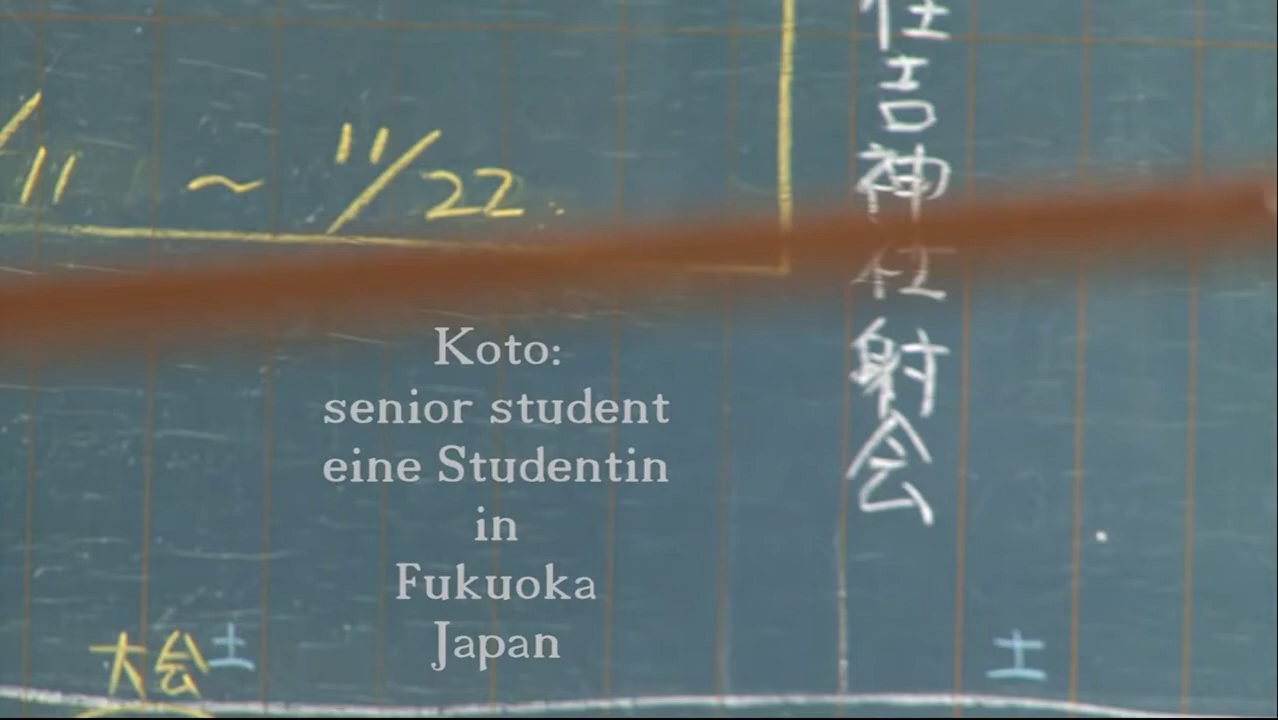 住吉神社射会
11 ~ 11/22
Koto:
senior student
eine Studentin
in
Fukuoka
Japan
大会
土
土